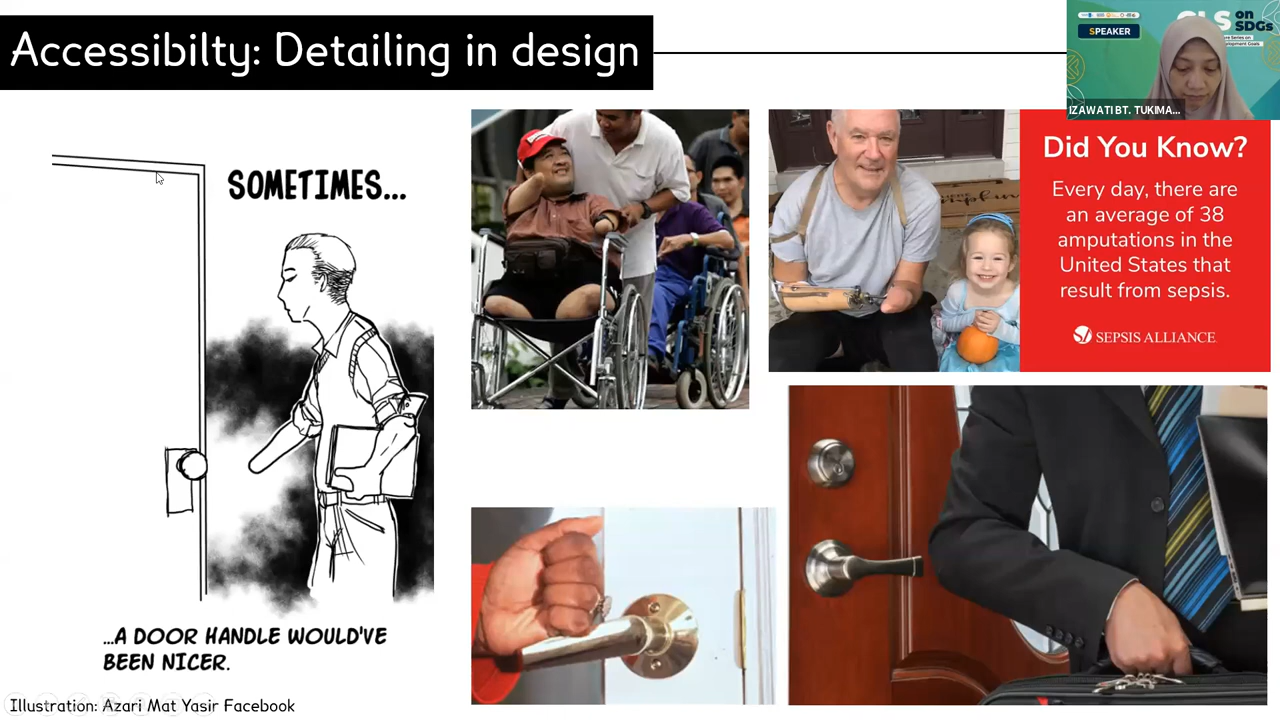 Accessibilty: Detailing in design
SPEAKER
on
SDGs
IZAWATI BT. TUKIMA...
SOMETIMES...
...A DOOR HANDLE WOULD'VE
BEEN NICER.
Illustration: Azari Mat Yasir Facebook
Did You Know?
Every day, there are
an average of 38
amputations in the
United States that
result from sepsis.
SEPSIS ALLIANCE